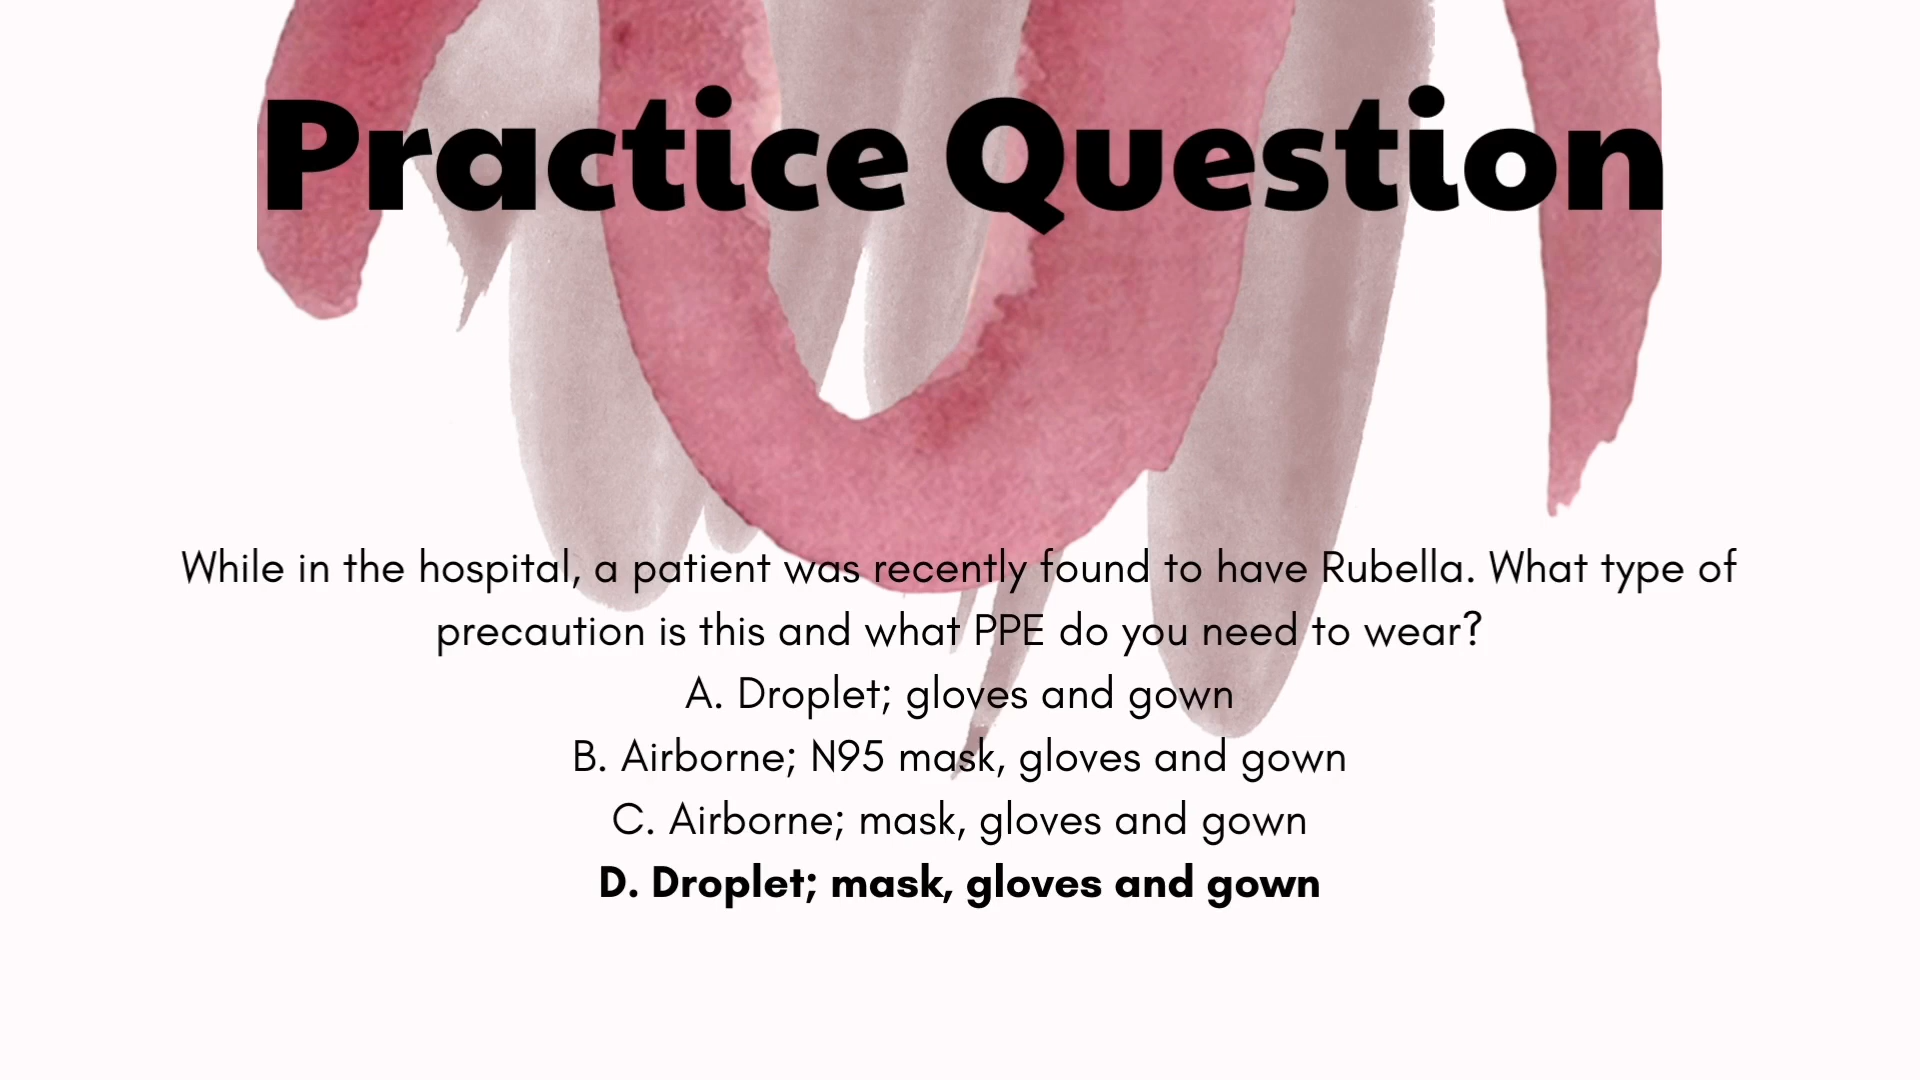 Practice Question
While in the hospital, a patient was recently found to have Rubella. What type of
precaution is this and what PPE do you need to wear?
A. Droplet; gloves and gown
B. Airborne; N95 mask, gloves and gown
C. Airborne; mask, gloves and gown
D. Droplet; mask, gloves and gown